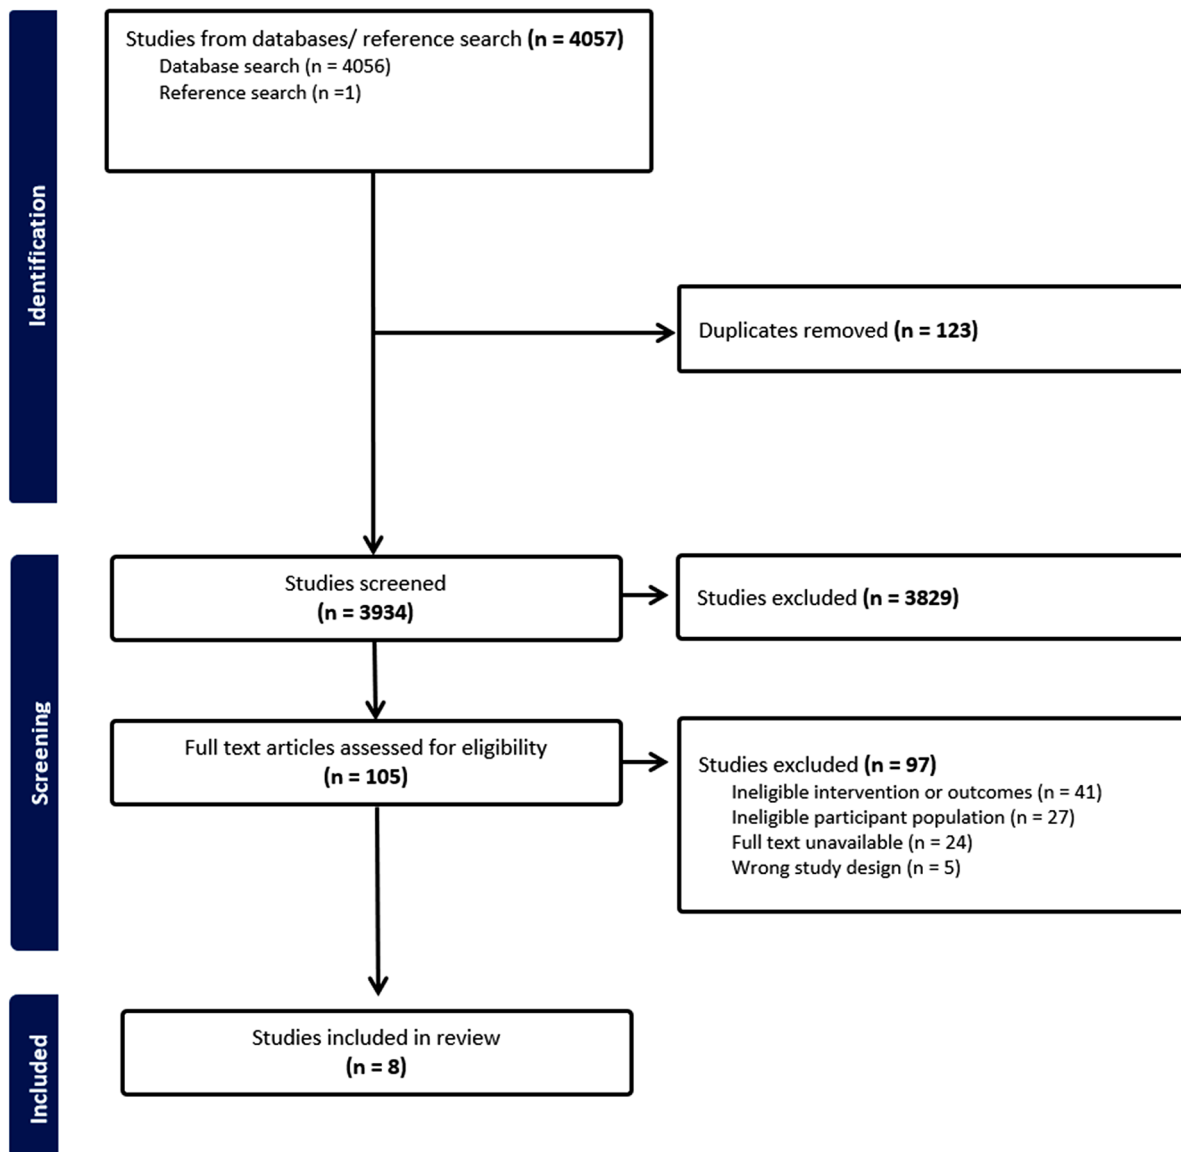 Identification
Studies from databases/ reference search (n = 4057)
Database search (n = 4056)
Reference search (n =1)
Duplicates removed (n = 123)
Screening
Studies screened
(n = 3934)
Studies excluded (n = 3829)
Full text articles assessed for eligibility
(n = 105)
Studies excluded (n = 97)
Ineligible intervention or outcomes (n = 41)
Ineligible participant population (n = 27)
Full text unavailable (n = 24)
Wrong study design (n = 5)
Included
Studies included in review
(n = 8)